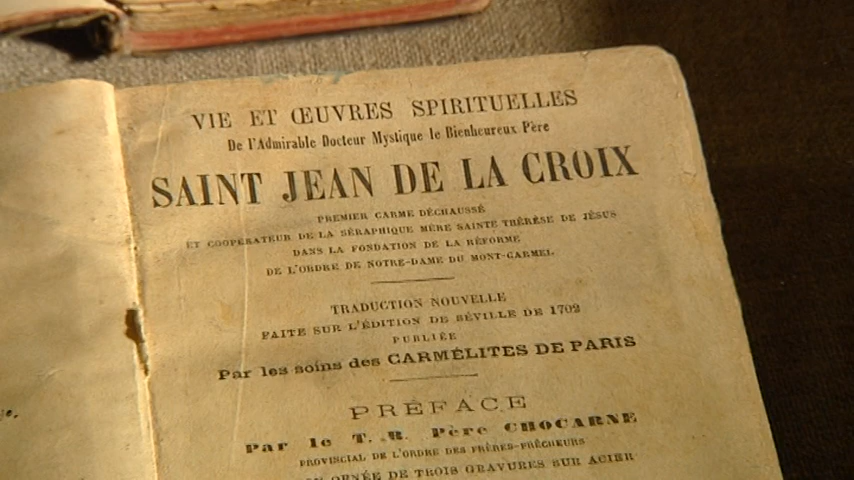 VIE ET ŒUVRES SPIRITUELLES
De l'Admirable Docteur Mystique le Bienheureux Père
SAINT JEAN DE LA CROIX
PREMIER CARME DÉCHAUSSÉ
ET COOPÉRATEUR DE LA SÉRAPHIQUE MÈRE SAINTE THÉRÈSE DE JÉSUS
DANS LA FONDATION DE LA RÉFORME
DE L'ORDRE DE NOTRE-DAME DU MONT-CARMEL
TRADUCTION NOUVELLE
FAITE SUR L'ÉDITION DE SÉVILLE DE 1702
PUBLIÉE
Par les soins des CARMÉLITES DE PARIS
PRÉFACE
Par le T. R. Père CHOCARNE
PROVINCIAL DE L'ORDRE DES FRÈRES-PRÊCHEURS
ORNÉE DE TROIS GRAVURES SUR ACIER